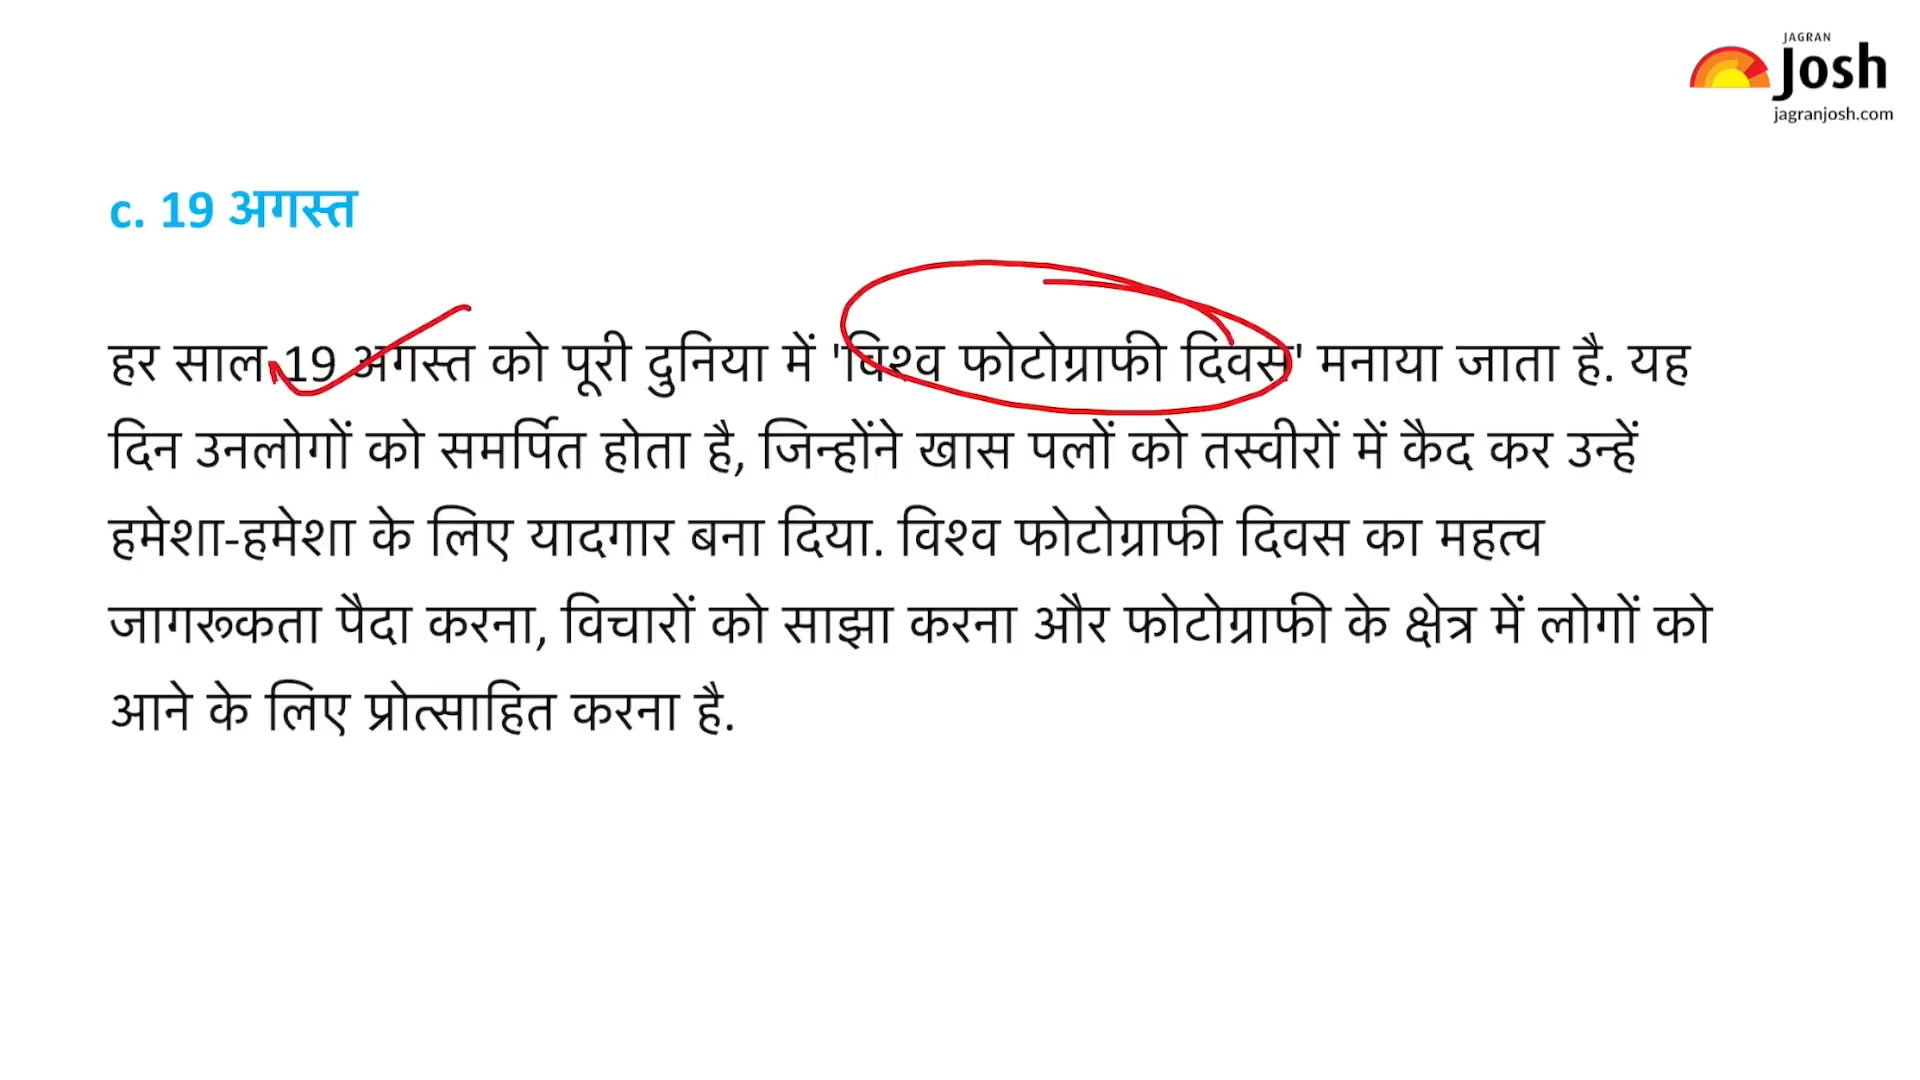 JAGRAN
Josh
jagranjosh.com
c. 19 अगस्त
हर साल 19 अगस्त को पूरी दुनिया में 'विश्व फोटोग्राफी दिवस' मनाया जाता है. यह
दिन उनलोगों को समर्पित होता है, जिन्होंने खास पलों को तस्वीरों में कैद कर उन्हें
हमेशा-हमेशा के लिए यादगार बना दिया. विश्व फोटोग्राफी दिवस का महत्व
जागरूकता पैदा करना, विचारों को साझा करना और फोटोग्राफी के क्षेत्र में लोगों को
आने के लिए प्रोत्साहित करना है.